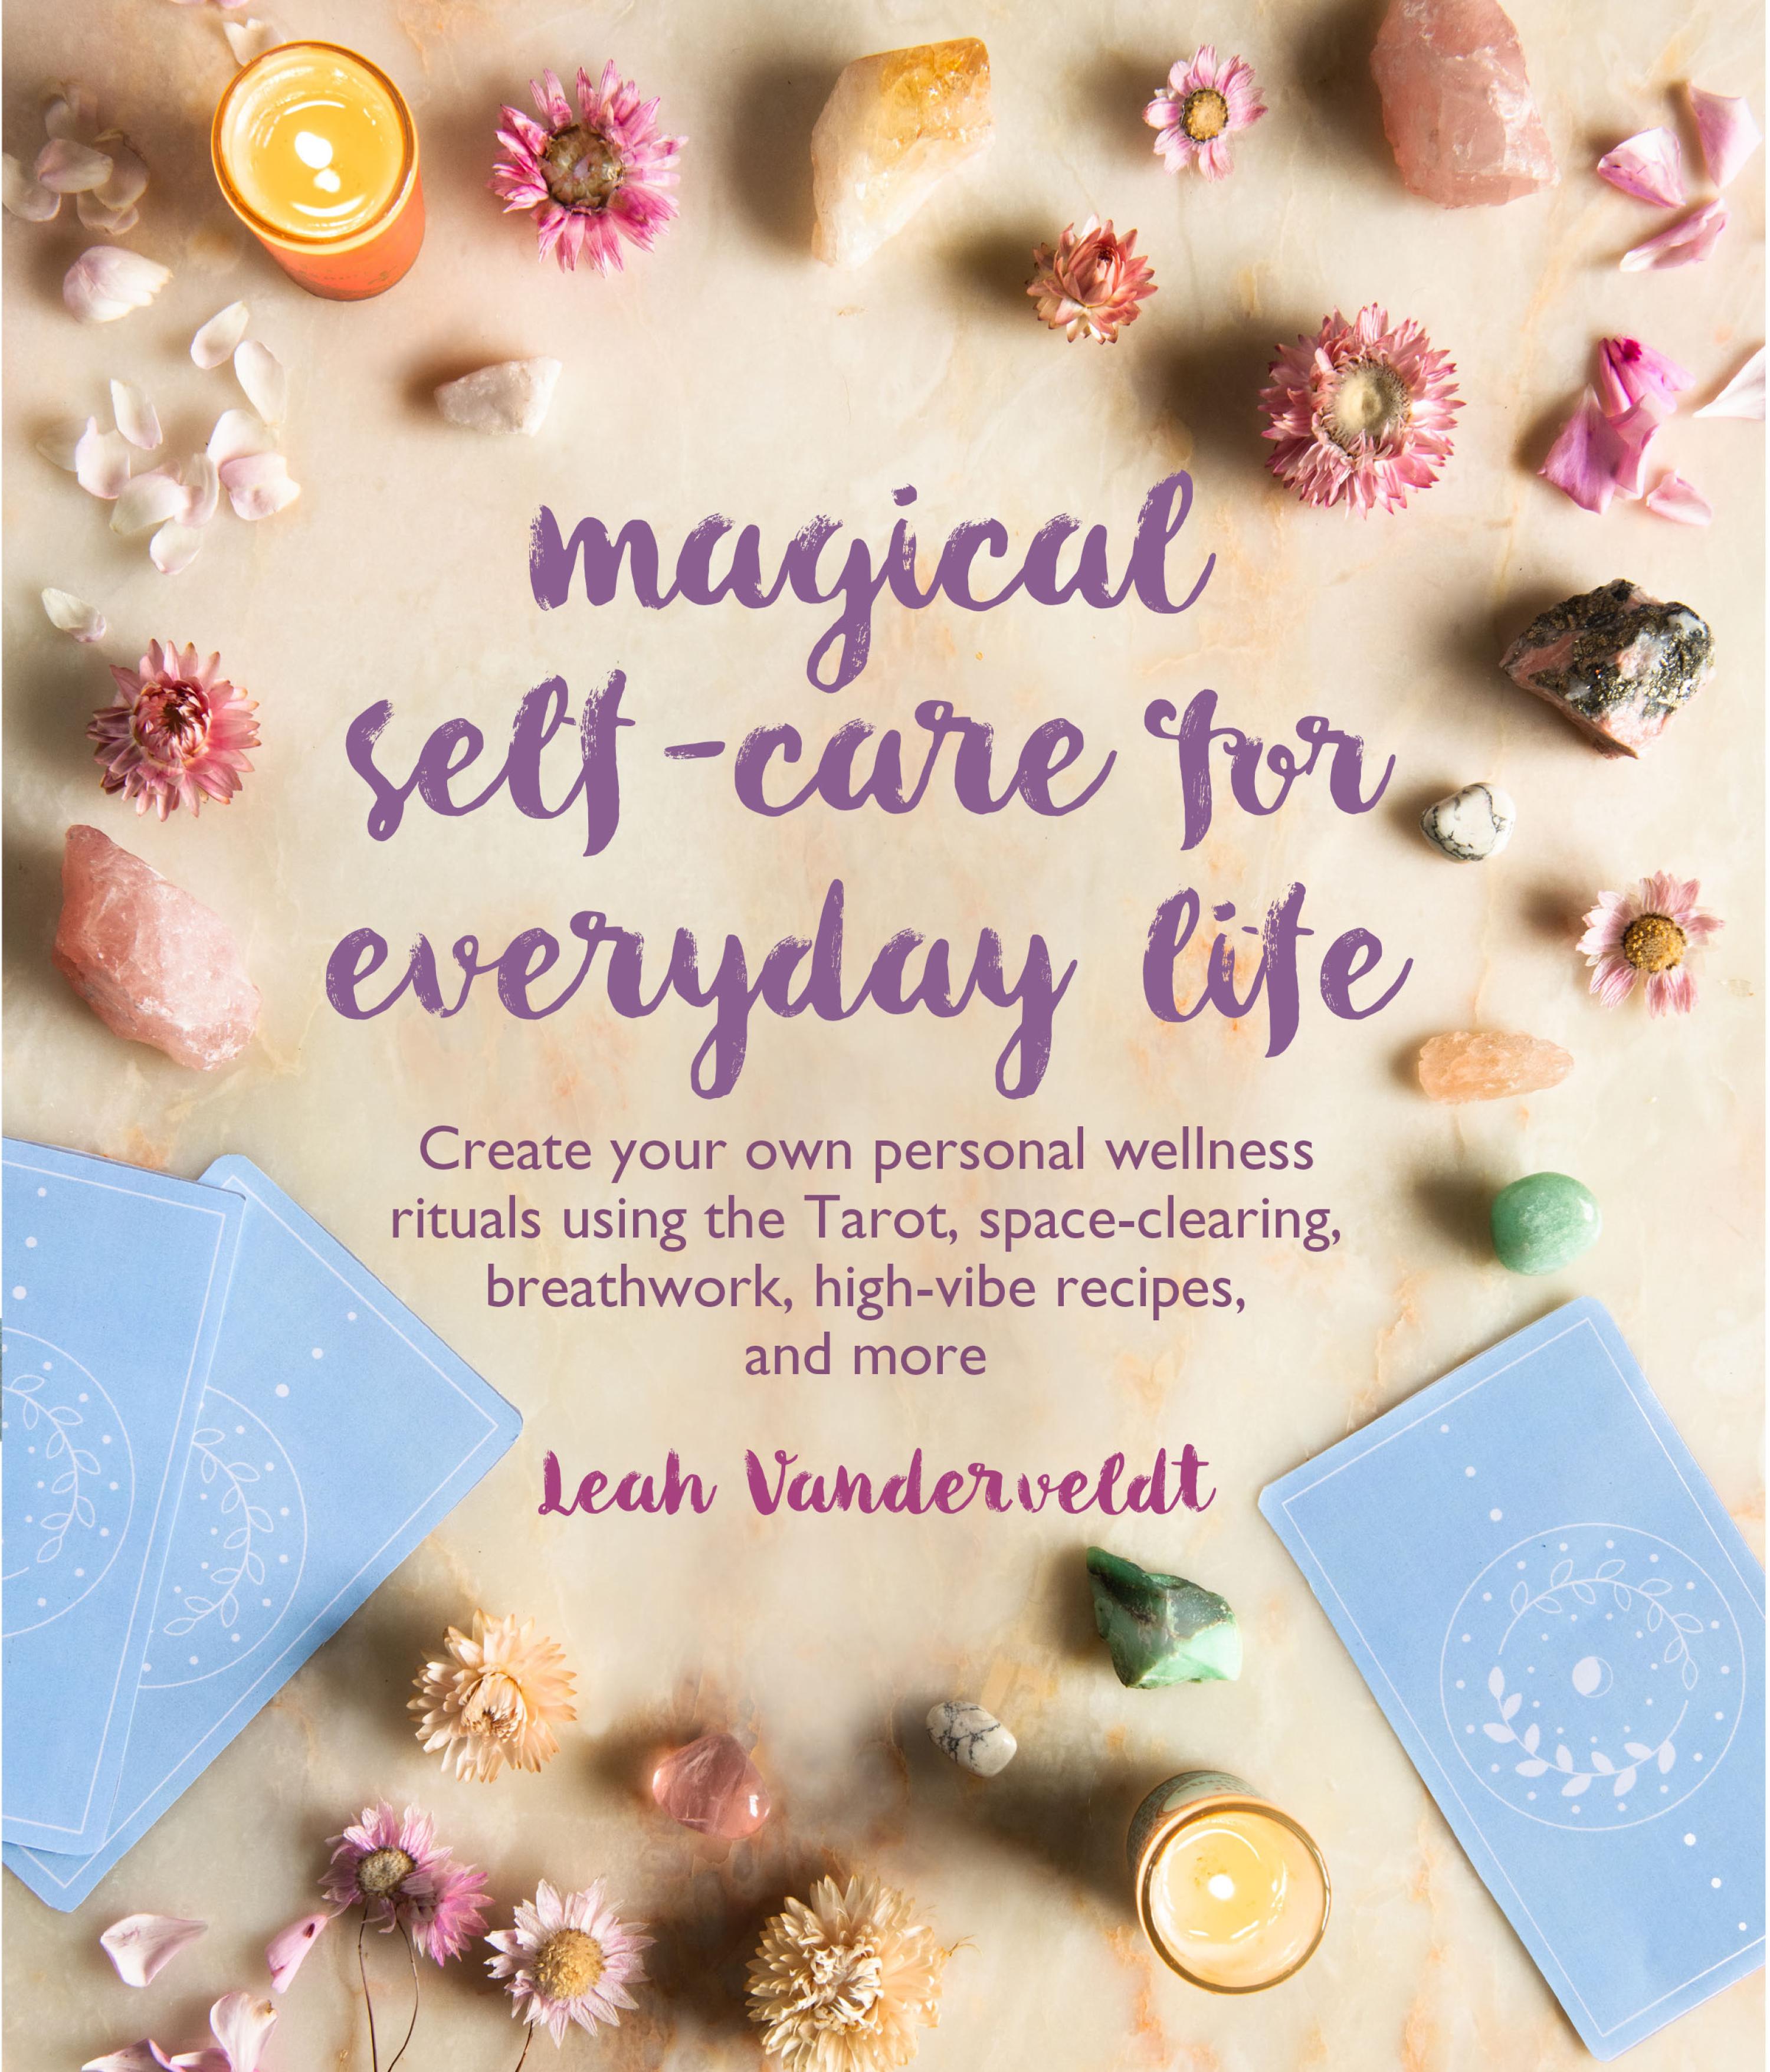 magical
self-care for
everyday life
Create your own personal wellness
rituals using the Tarot, space-clearing,
breathwork, high-vibe recipes,
and more
Leah Vanderveldt